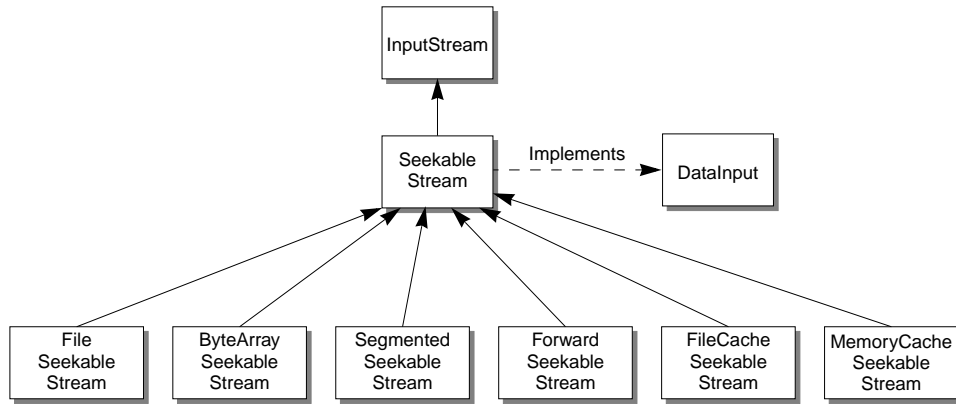 InputStream
Seekable
Stream
Implements
DataInput
File
Seekable
Stream
ByteArray
Seekable
Stream
Segmented
Seekable
Stream
Forward
Seekable
Stream
FileCache
Seekable
Stream
MemoryCache
Seekable
Stream